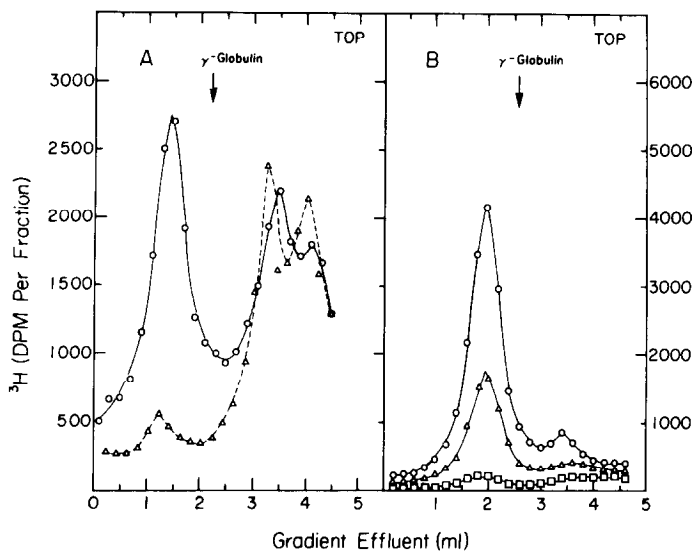 A
TOP
γ-Globulin
B
TOP
γ-Globulin
3000
2500
2000
1500
1000
500
6000
5000
4000
3000
2000
1000
³H (DPM Per Fraction)
0 1 2 3 4 5
1 2 3 4 5
Gradient Effluent (ml)